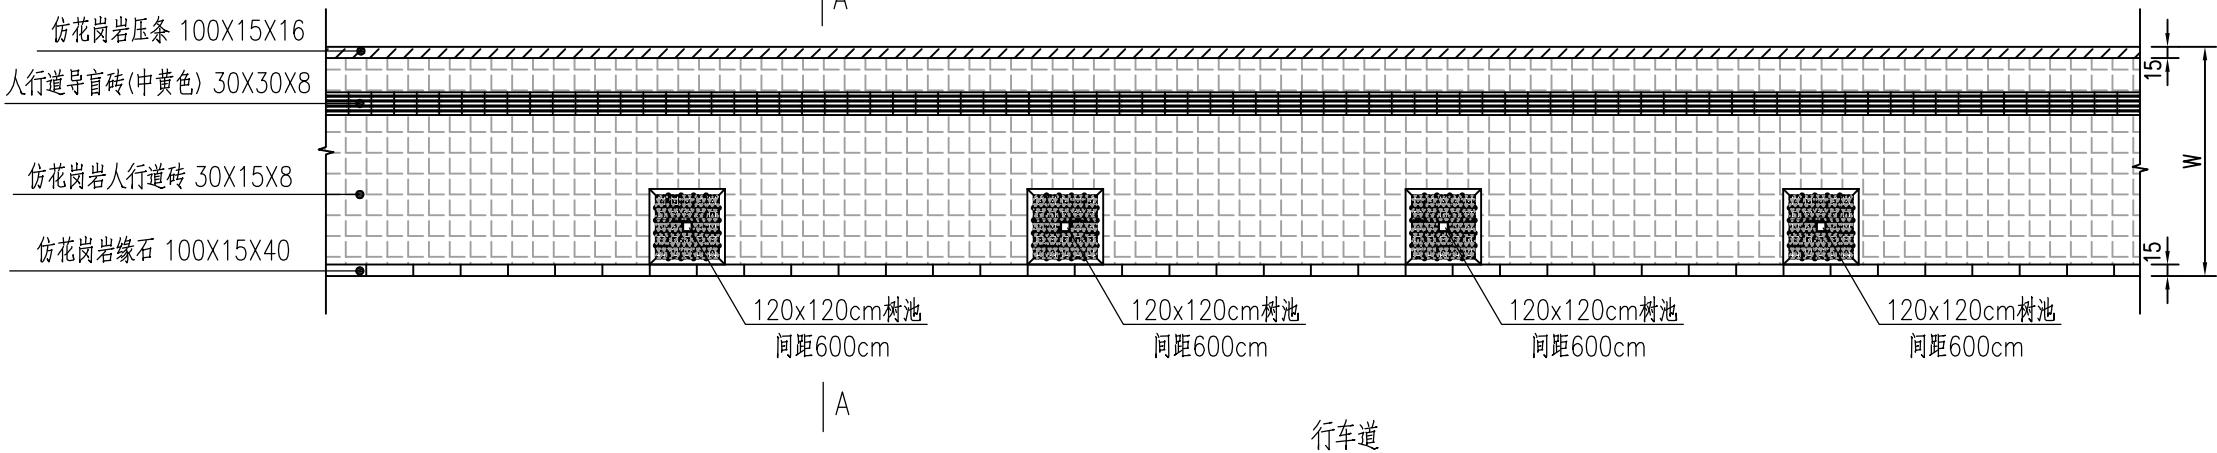 A
仿花岗岩压条 100X15X16
人行道导盲砖(中黄色) 30X30X8
仿花岗岩人行道砖 30X15X8
仿花岗岩缘石 100X15X40
15
W
15
120x120cm树池
间距600cm
120x120cm树池
间距600cm
120x120cm树池
间距600cm
120x120cm树池
间距600cm
A
行车道